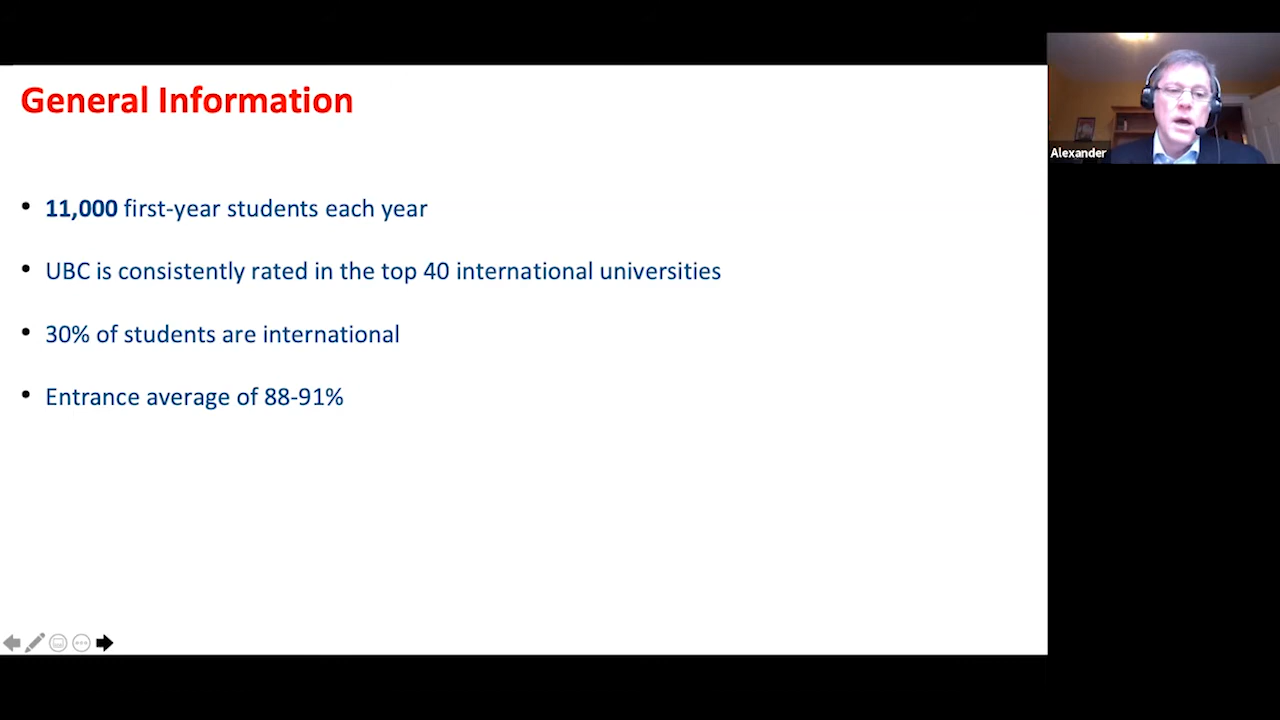 General Information
Alexander
• 11,000 first-year students each year
• UBC is consistently rated in the top 40 international universities
• 30% of students are international
• Entrance average of 88-91%